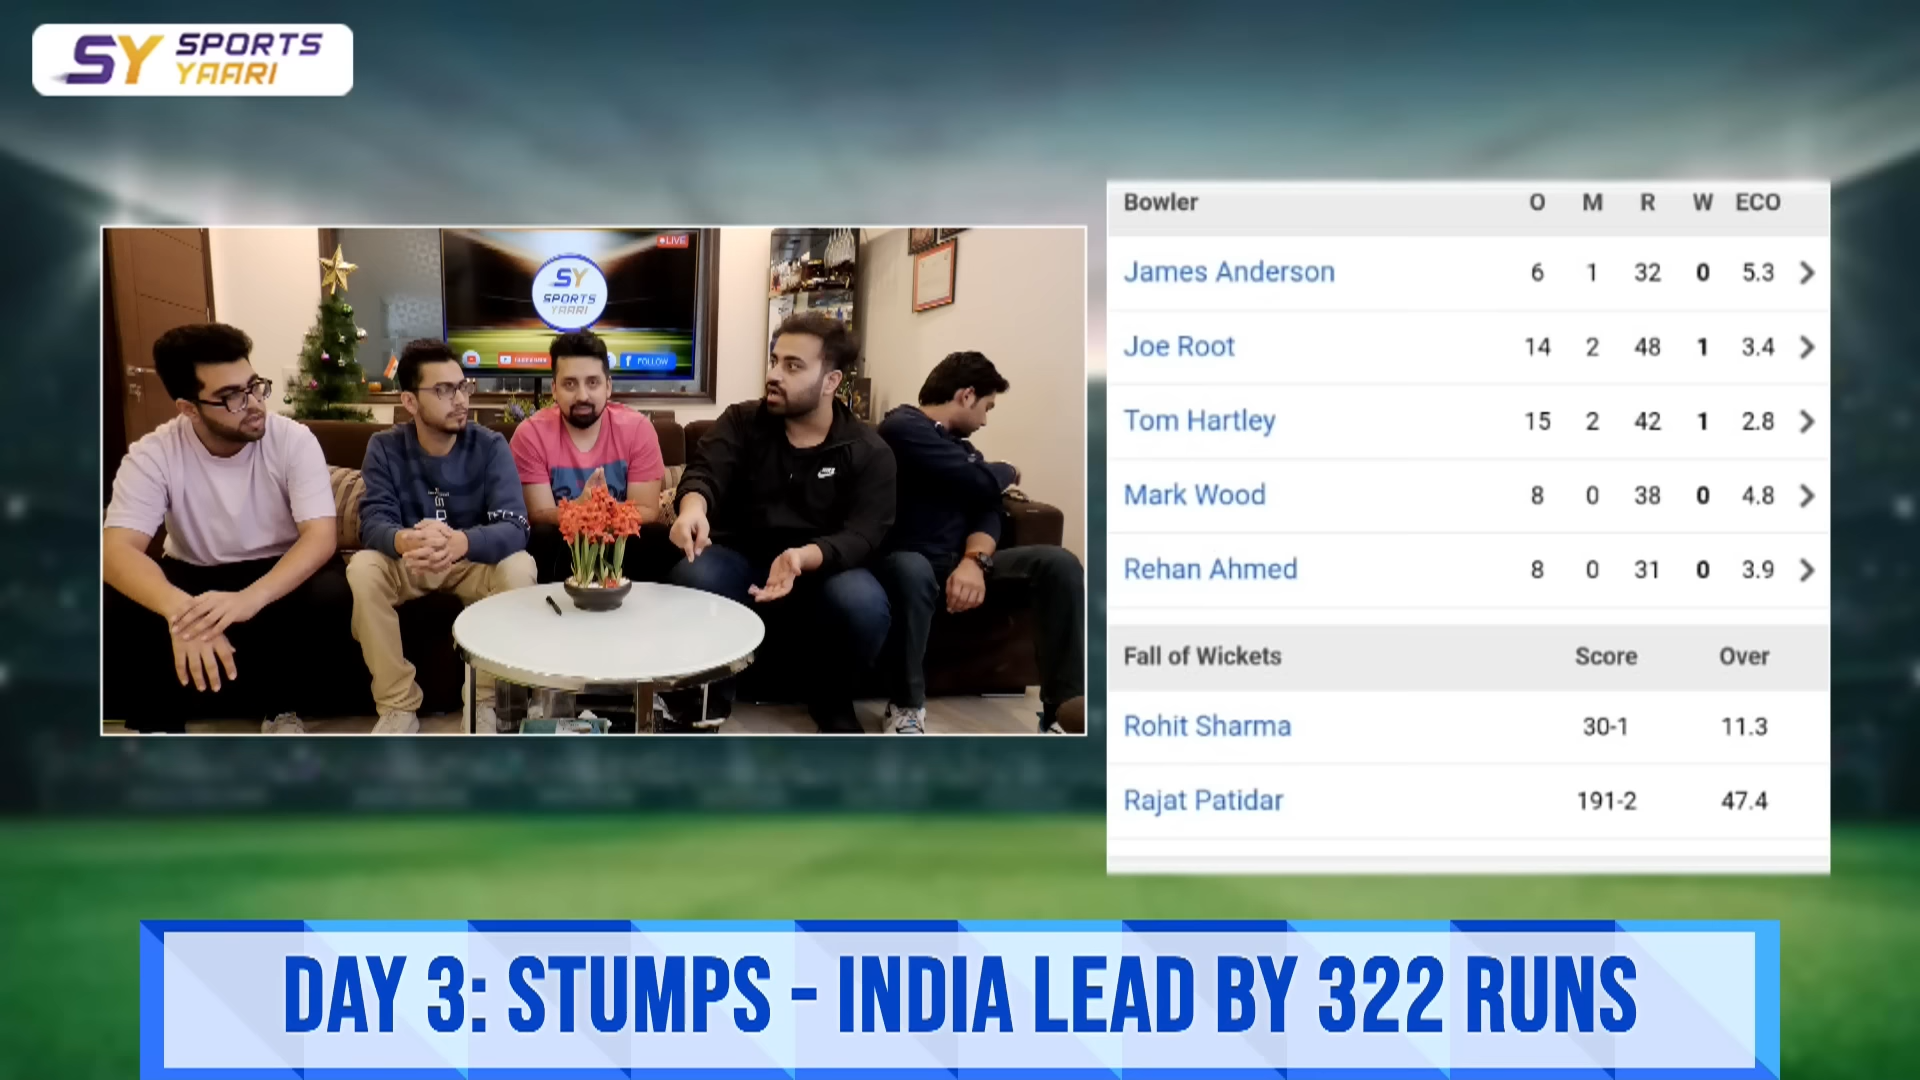 SY SPORTS
YAARI
LIVE
SY
SPORTS
YAARI
FOLLOW
Bowler O M R W ECO
James Anderson 6 1 32 0 5.3
Joe Root 14 2 48 1 3.4
Tom Hartley 15 2 42 1 2.8
Mark Wood 8 0 38 0 4.8
Rehan Ahmed 8 0 31 0 3.9
Fall of Wickets Score Over
Rohit Sharma 30-1 11.3
Rajat Patidar 191-2 47.4
DAY 3: STUMPS - INDIA LEAD BY 322 RUNS